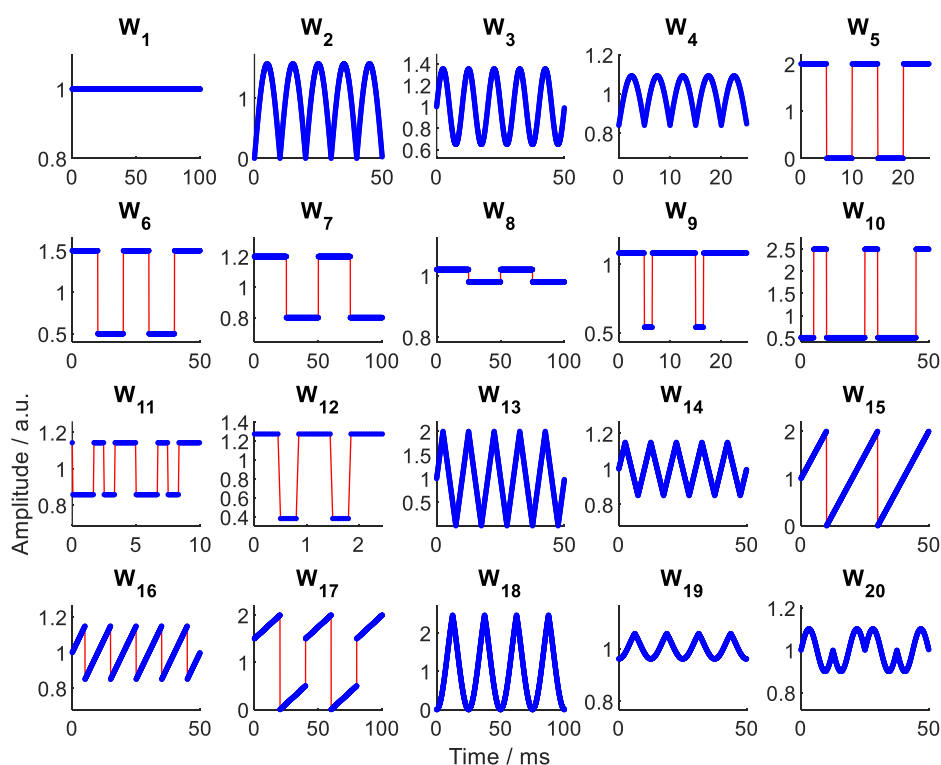 W1 W2 W3 W4 W5
1 1 1.4 1.2 1 0.8 0.6 1.2 1 0.8 2 1 0
0.8 0
0 50 100 0 50 0 50 0 10 20 0 10 20
W6 W7 W8 W9 W10
1.5 1 0.5 1.2 1 0.8 1 0.8 1 0.5 2.5 2 1.5 1 0.5
0 50 0 50 100 0 50 100 0 10 20 0 50
W11 W12 W13 W14 W15
1.2 1 0.8 1.4 1.2 1 0.8 0.6 0.4 2 1.5 1 0.5 0 1.2 1 0.8 2 1 0
0 5 10 0 1 2 0 50 0 50 0 50
W16 W17 W18 W19 W20
1.2 1 0.8 2 1 0 2 1 0 1 0.8 1.2 1 0.8
0 50 0 50 100 0 50 100 0 50 0 50
Amplitude / a.u.
Time / ms